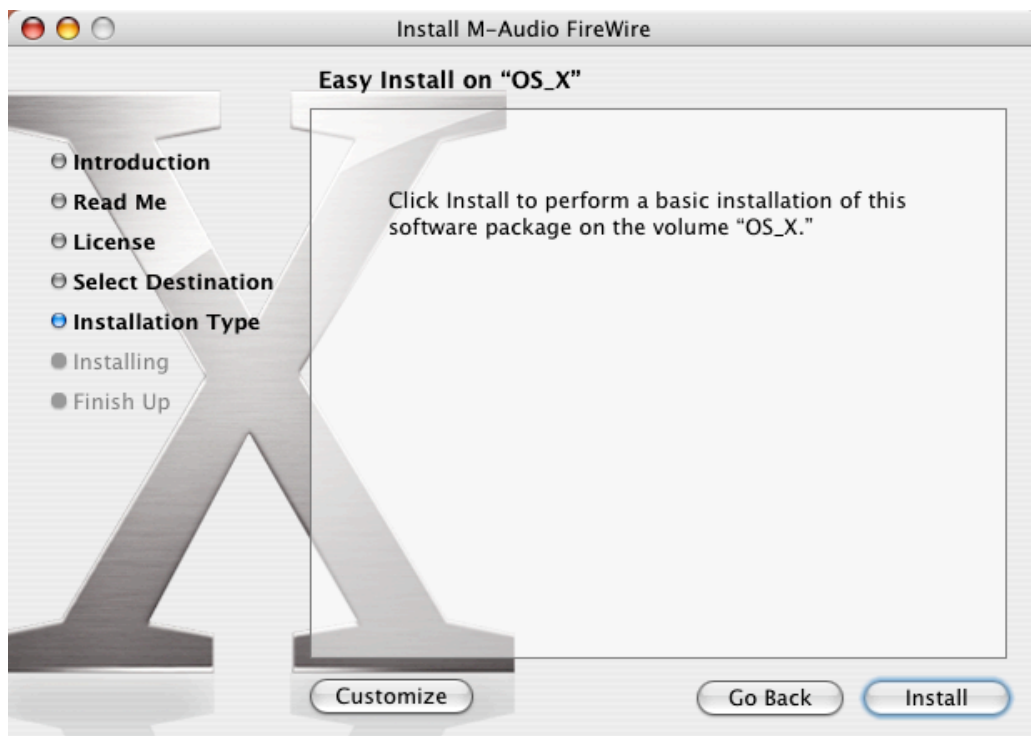 Install M-Audio FireWire
Easy Install on “OS_X”
Introduction
Read Me
License
Select Destination
Installation Type
Installing
Finish Up
Click Install to perform a basic installation of this
software package on the volume “OS_X.”
Customize
Go Back
Install